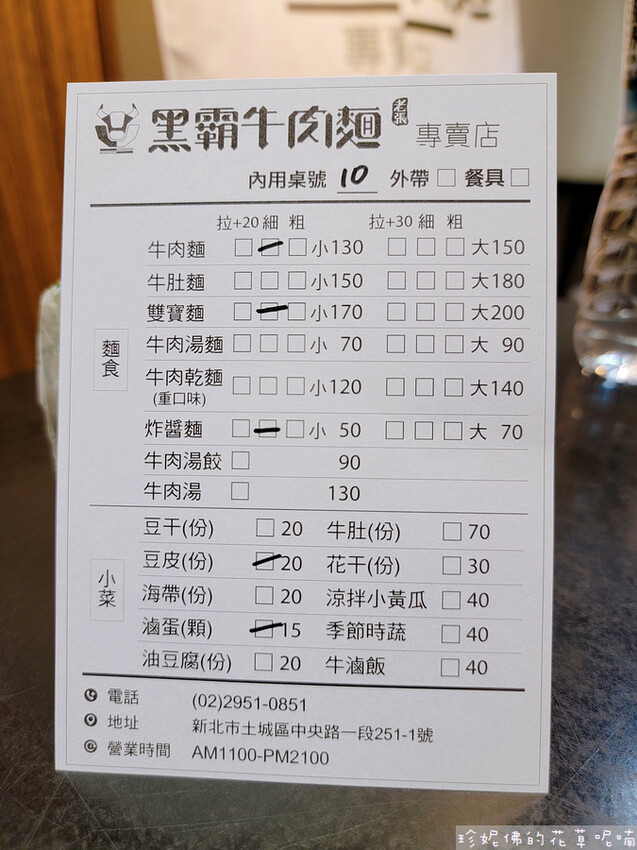 黑霸牛肉麵 老張 專賣店
內用桌號 10 外帶 □ 餐具 □
拉+20 細 粗 拉+30 細 粗
麵食
牛肉麵 □ □ □ 小130 □ □ □ 大150
牛肚麵 □ □ □ 小150 □ □ □ 大180
雙寶麵 □ □ □ 小170 □ □ □ 大200
牛肉湯麵 □ □ □ 小 70 □ □ □ 大 90
牛肉乾麵 □ □ □ 小120 □ □ □ 大140
(重口味)
炸醬麵 □ □ □ 小 50 □ □ □ 大 70
牛肉湯餃 □ 90
牛肉湯 □ 130
小菜
豆干(份) □ 20 牛肚(份) □ 70
豆皮(份) □ 20 花干(份) □ 30
海帶(份) □ 20 涼拌小黃瓜 □ 40
滷蛋(顆) □ 15 季節時蔬 □ 40
油豆腐(份) □ 20 牛滷飯 □ 40
電話 (02)2951-0851
地址 新北市土城區中央路一段251-1號
營業時間 AM1100-PM2100
珍妮佛的花草呢喃